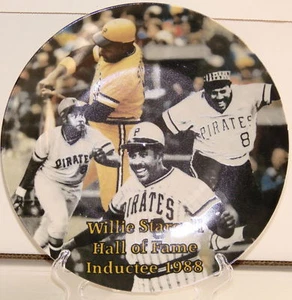 PIRATES
8
PIRATES
P
PIRATES
Willie Stargell
Hall of Fame
Inductee 1988